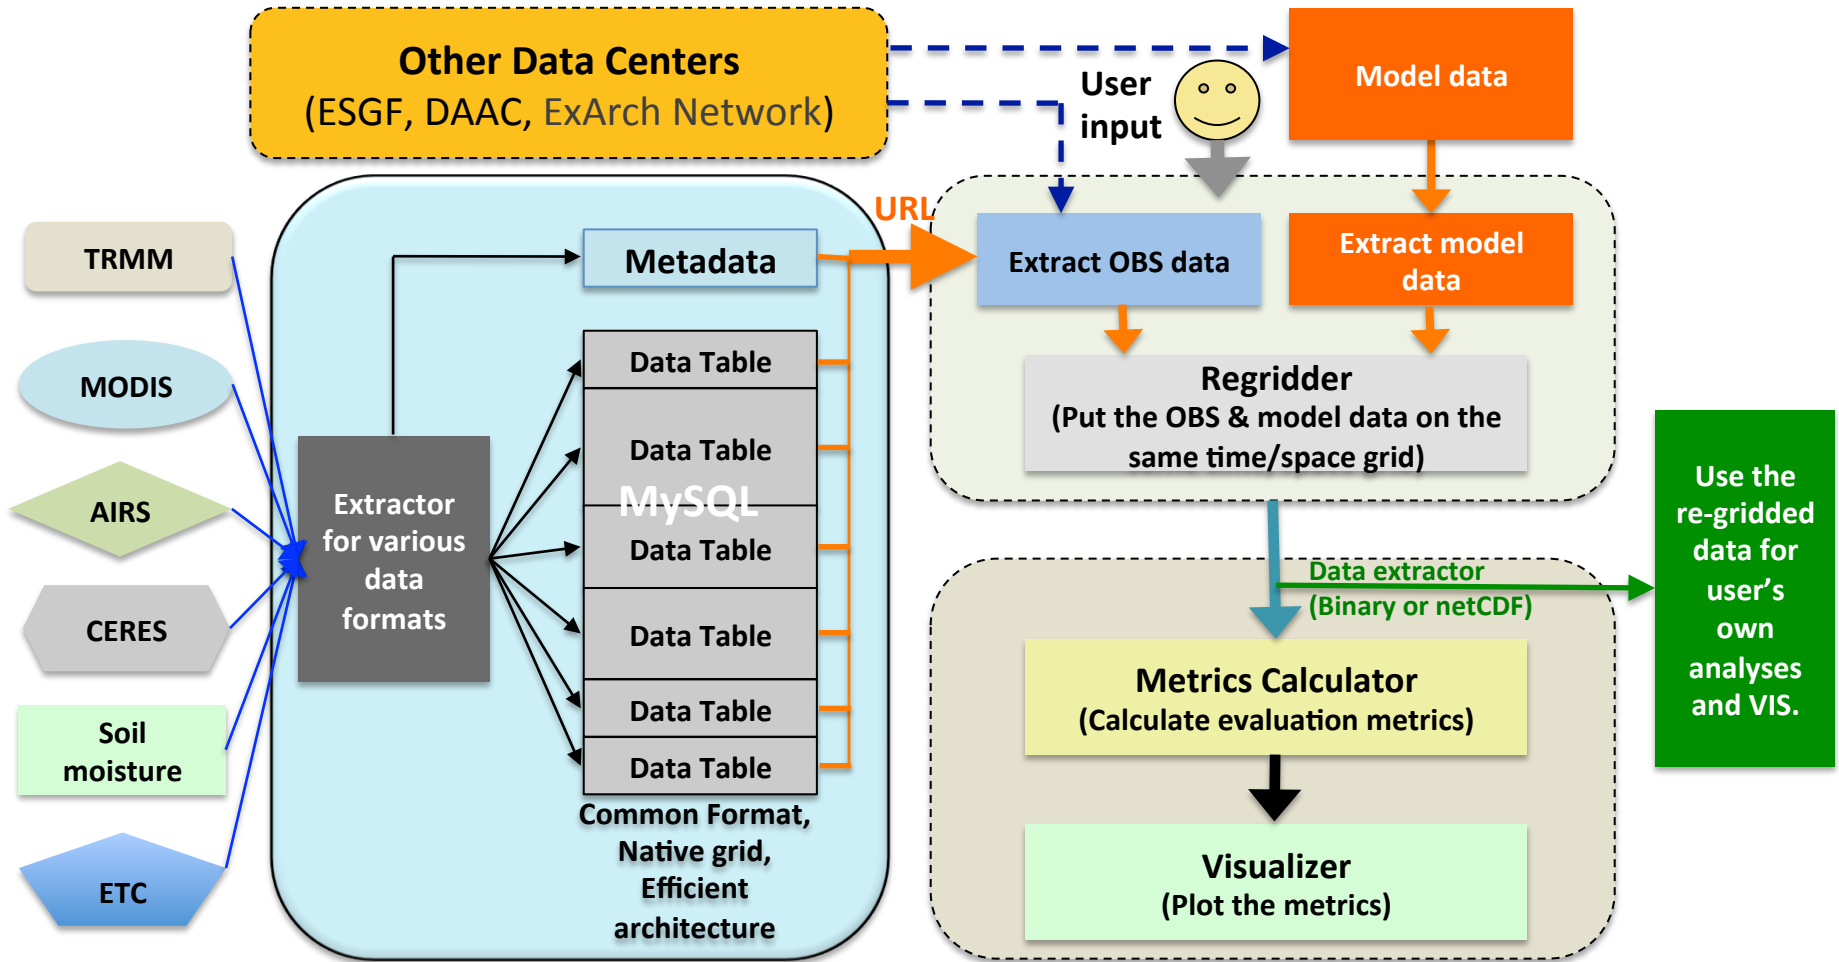 Other Data Centers
(ESGF, DAAC, ExArch Network)
User
input
Model data
TRMM
MODIS
AIRS
CERES
Soil
moisture
ETC
Extractor
for various
data
formats
Metadata
Data Table
Data Table
MySQL
Data Table
Data Table
Data Table
Data Table
Common Format,
Native grid,
Efficient
architecture
URL
Extract OBS data
Extract model
data
Regridder
(Put the OBS & model data on the
same time/space grid)
Data extractor
(Binary or netCDF)
Metrics Calculator
(Calculate evaluation metrics)
Visualizer
(Plot the metrics)
Use the
re-gridded
data for
user's
own
analyses
and VIS.